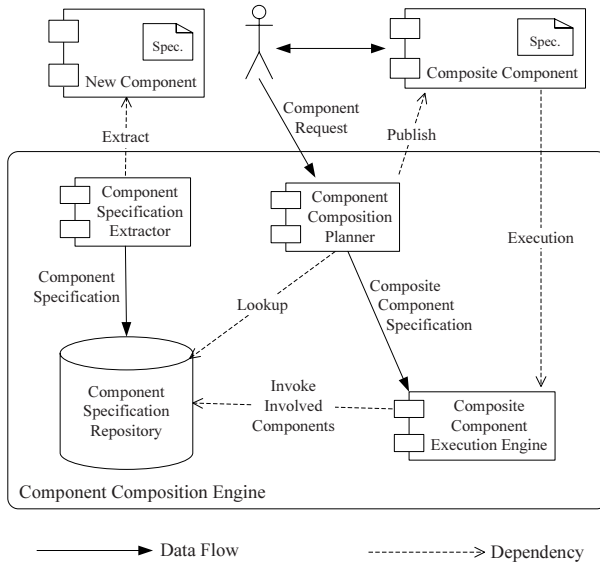 Spec.
New Component
Spec.
Composite Component
Component
Request
Extract
Publish
Component
Specification
Extractor
Component
Composition
Planner
Execution
Component
Specification
Lookup
Composite
Component
Specification
Component
Specification
Repository
Invoke
Involved
Components
Composite
Component
Execution Engine
Component Composition Engine
Data Flow
Dependency